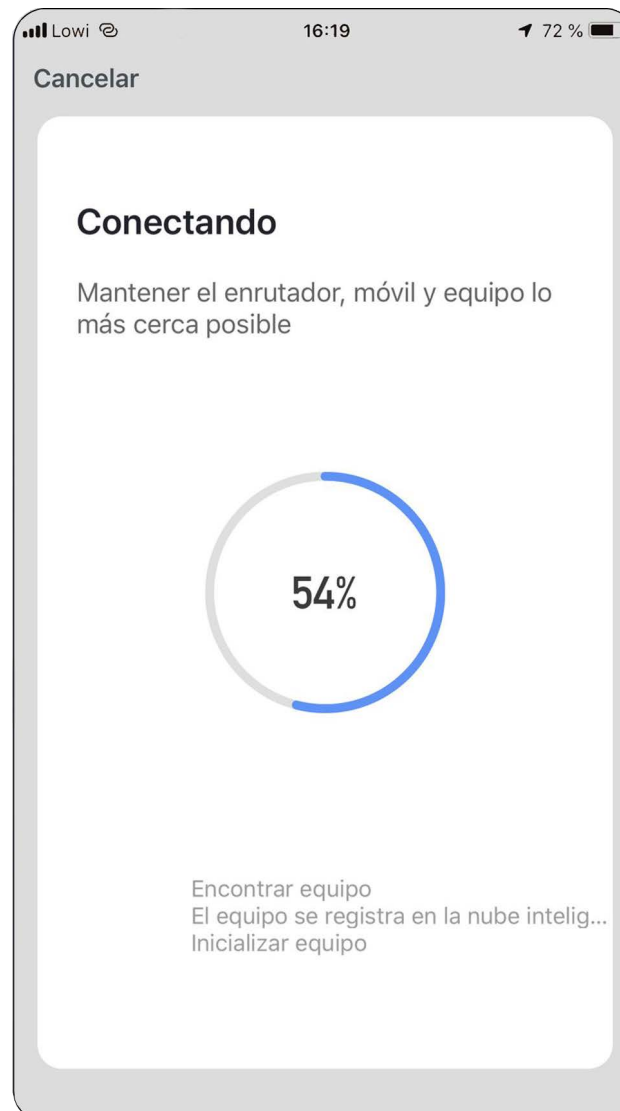 Lowi 16:19 72 %
Cancelar
Conectando
Mantener el enrutador, móvil y equipo lo
más cerca posible
54%
Encontrar equipo
El equipo se registra en la nube intelig...
Inicializar equipo